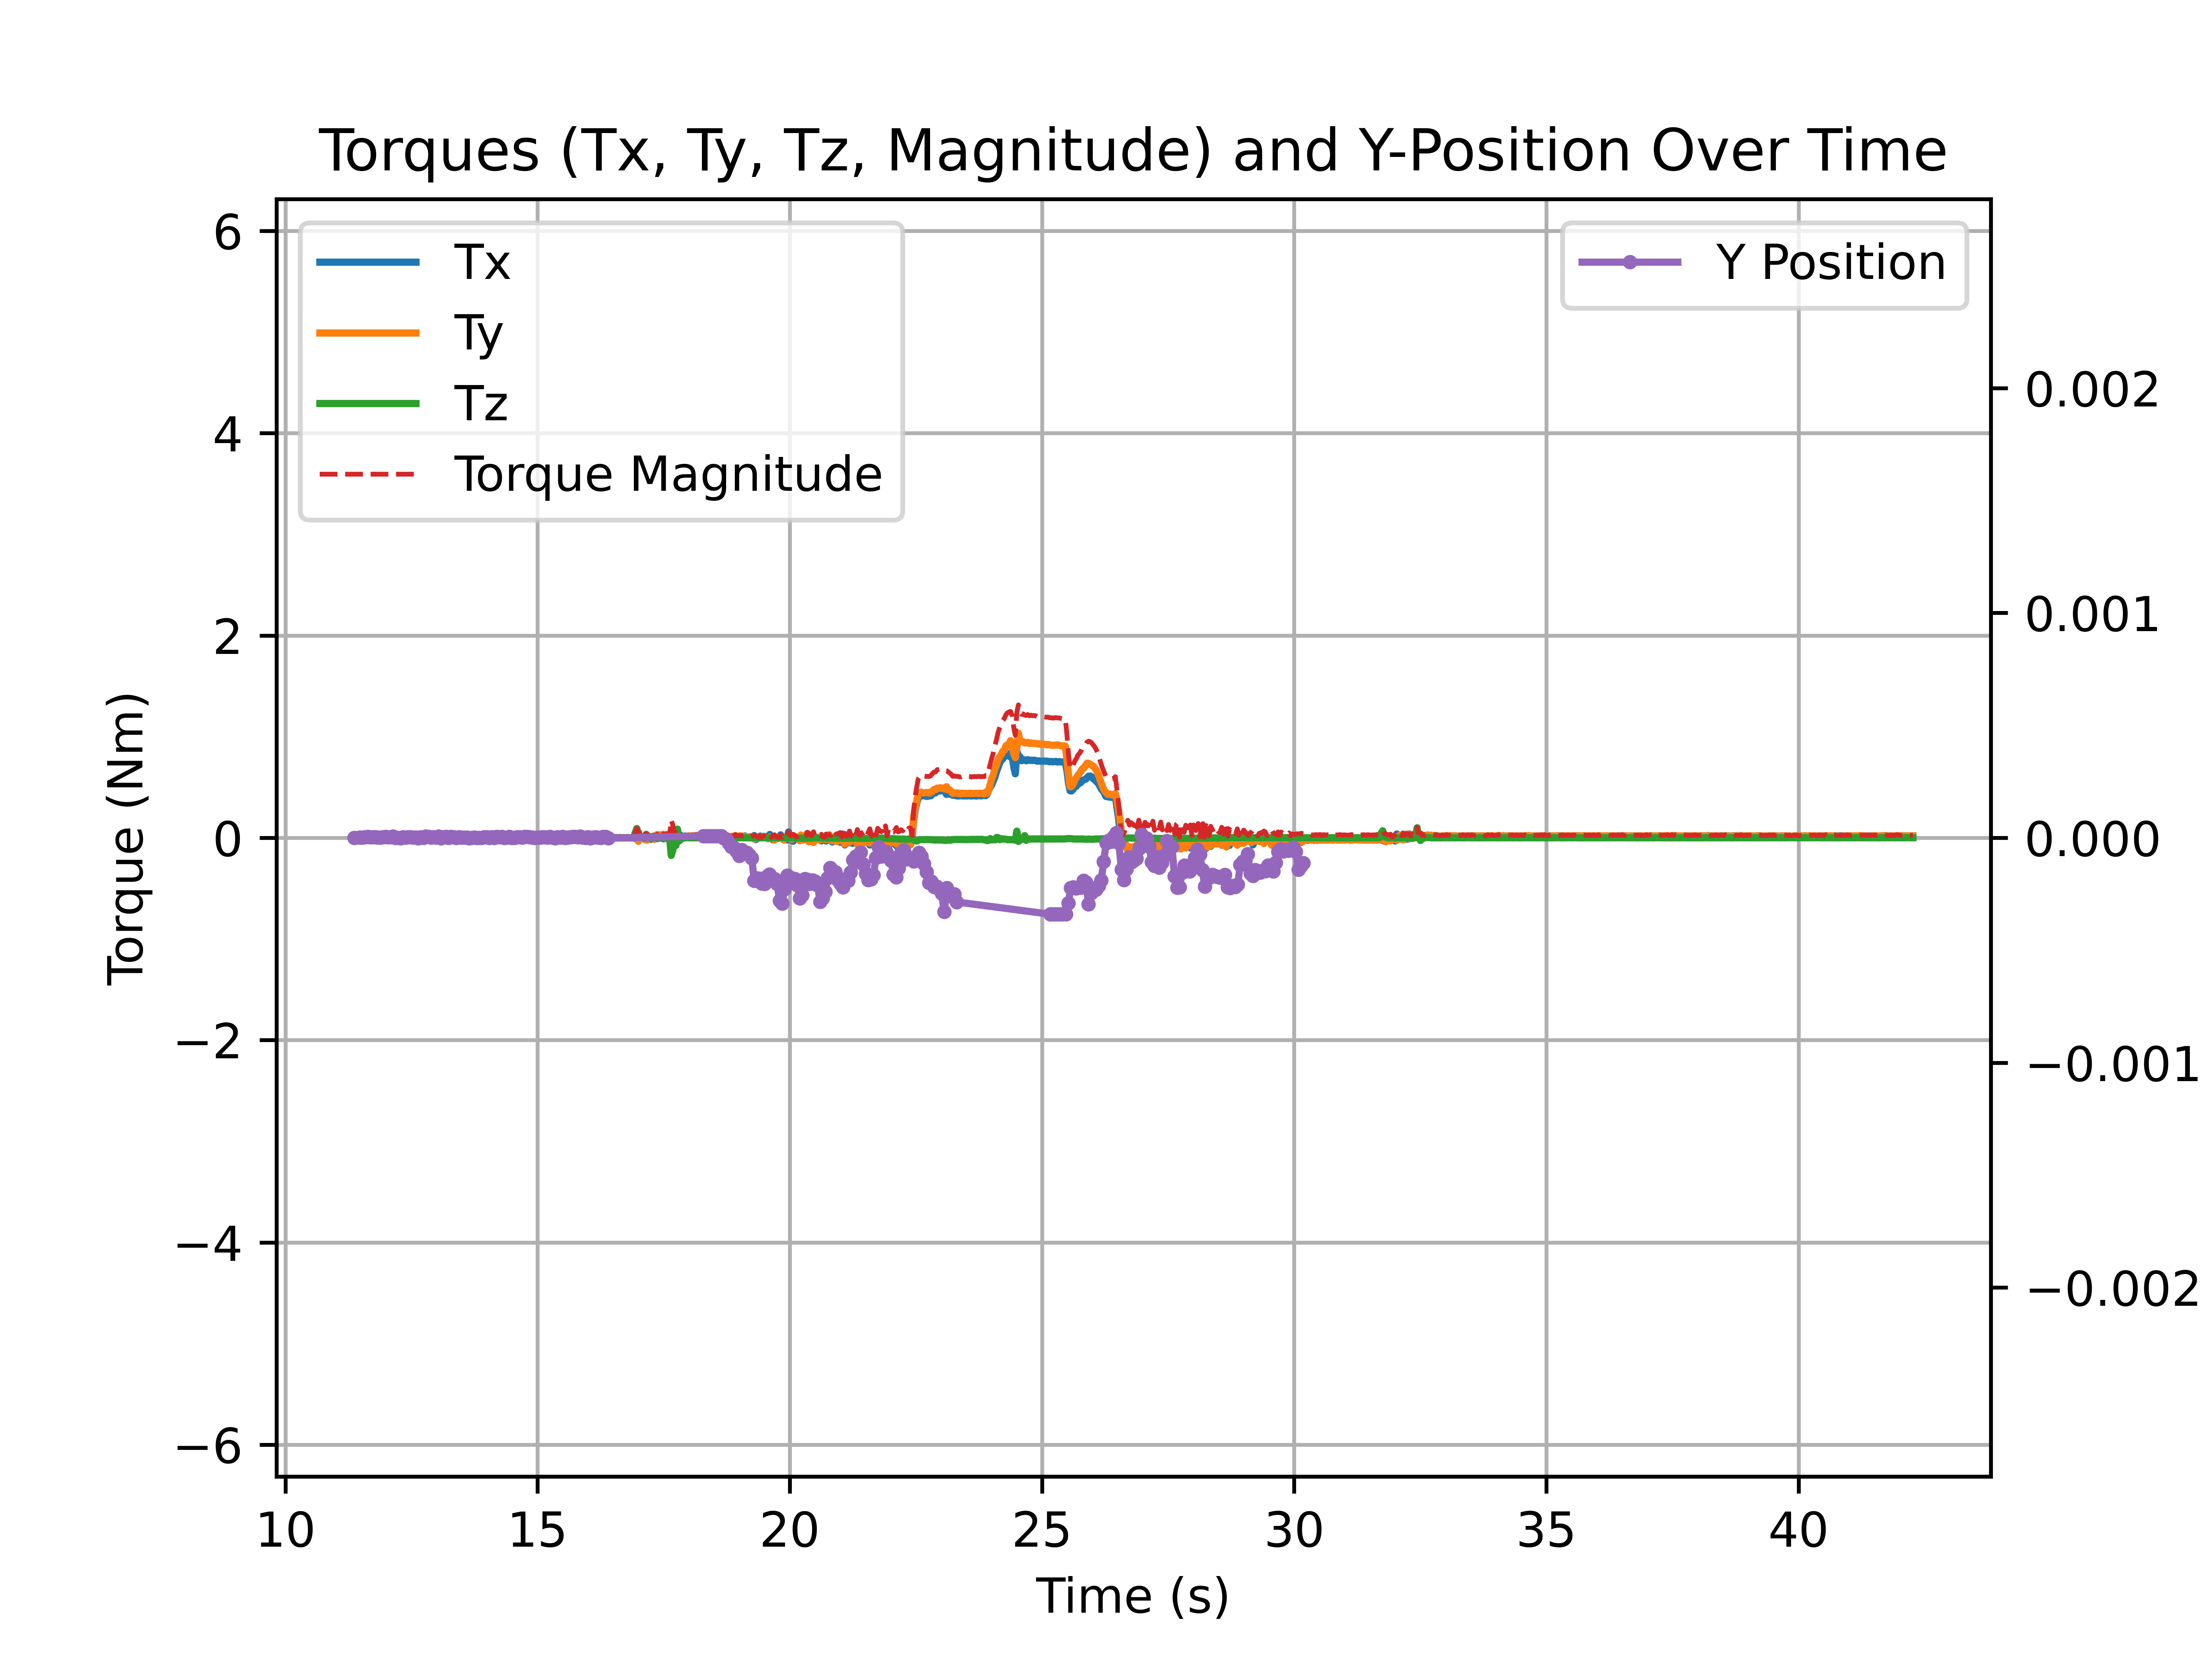 Torques (Tx, Ty, Tz, Magnitude) and Y-Position Over Time
Tx
Ty
Tz
Torque Magnitude
Y Position
6
4
2
0
−2
−4
−6
Torque (Nm)
0.002
0.001
0.000
−0.001
−0.002
10 15 20 25 30 35 40
Time (s)